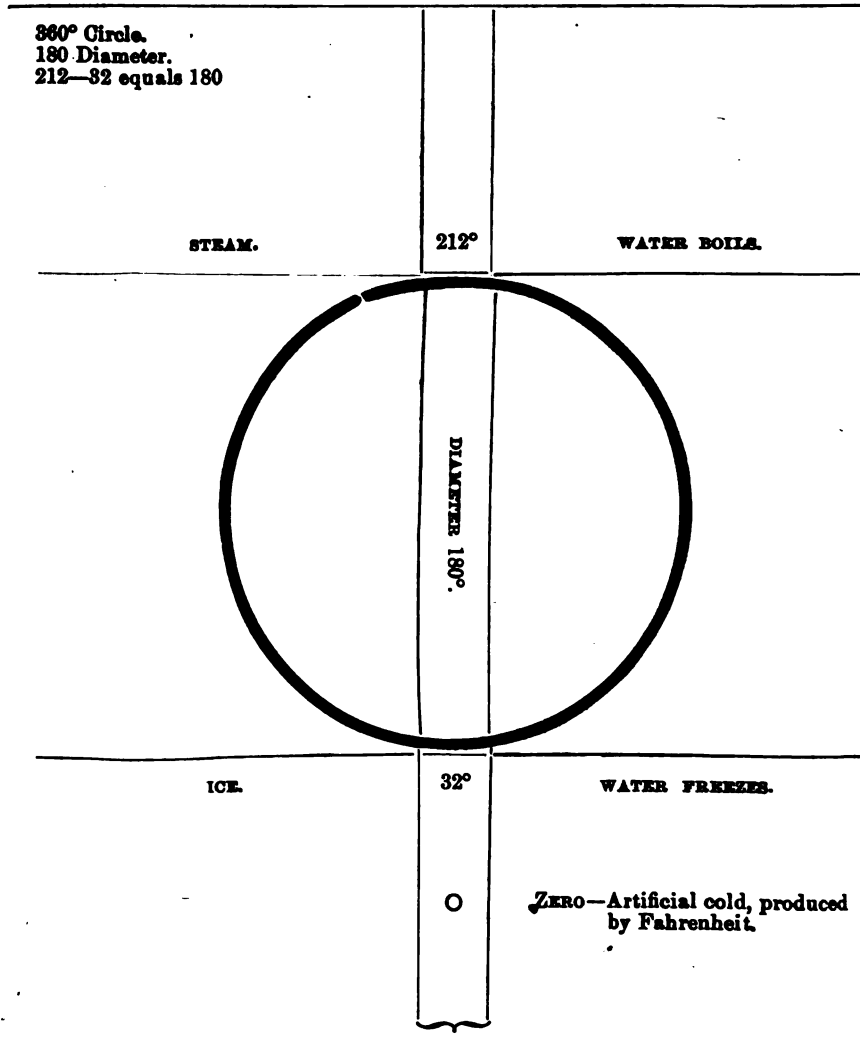 360° Circle.
180 Diameter.
212—32 equals 180
STEAM.
212°
WATER BOILS.
DIAMETER 180°.
ICE.
32°
WATER FREEZES.
O
ZERO—Artificial cold, produced
by Fahrenheit.